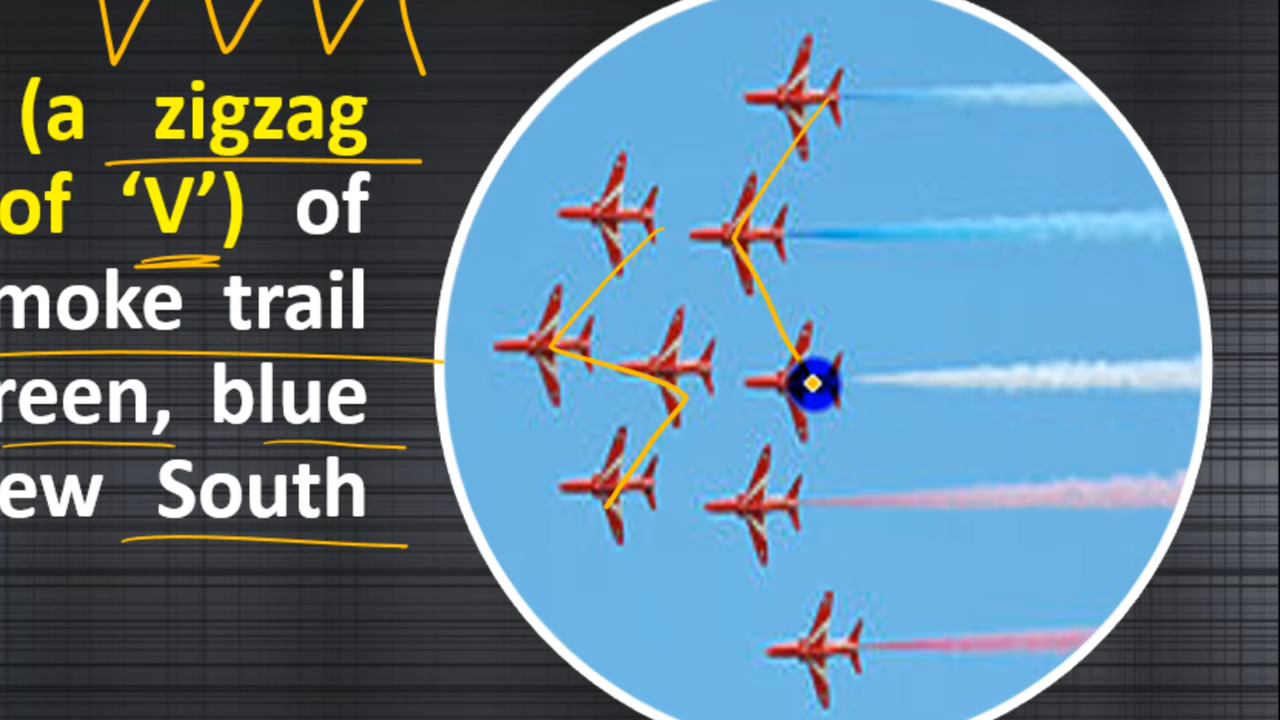 (a zigzag
of ‘V’) of
moke trail
reen, blue
ew South